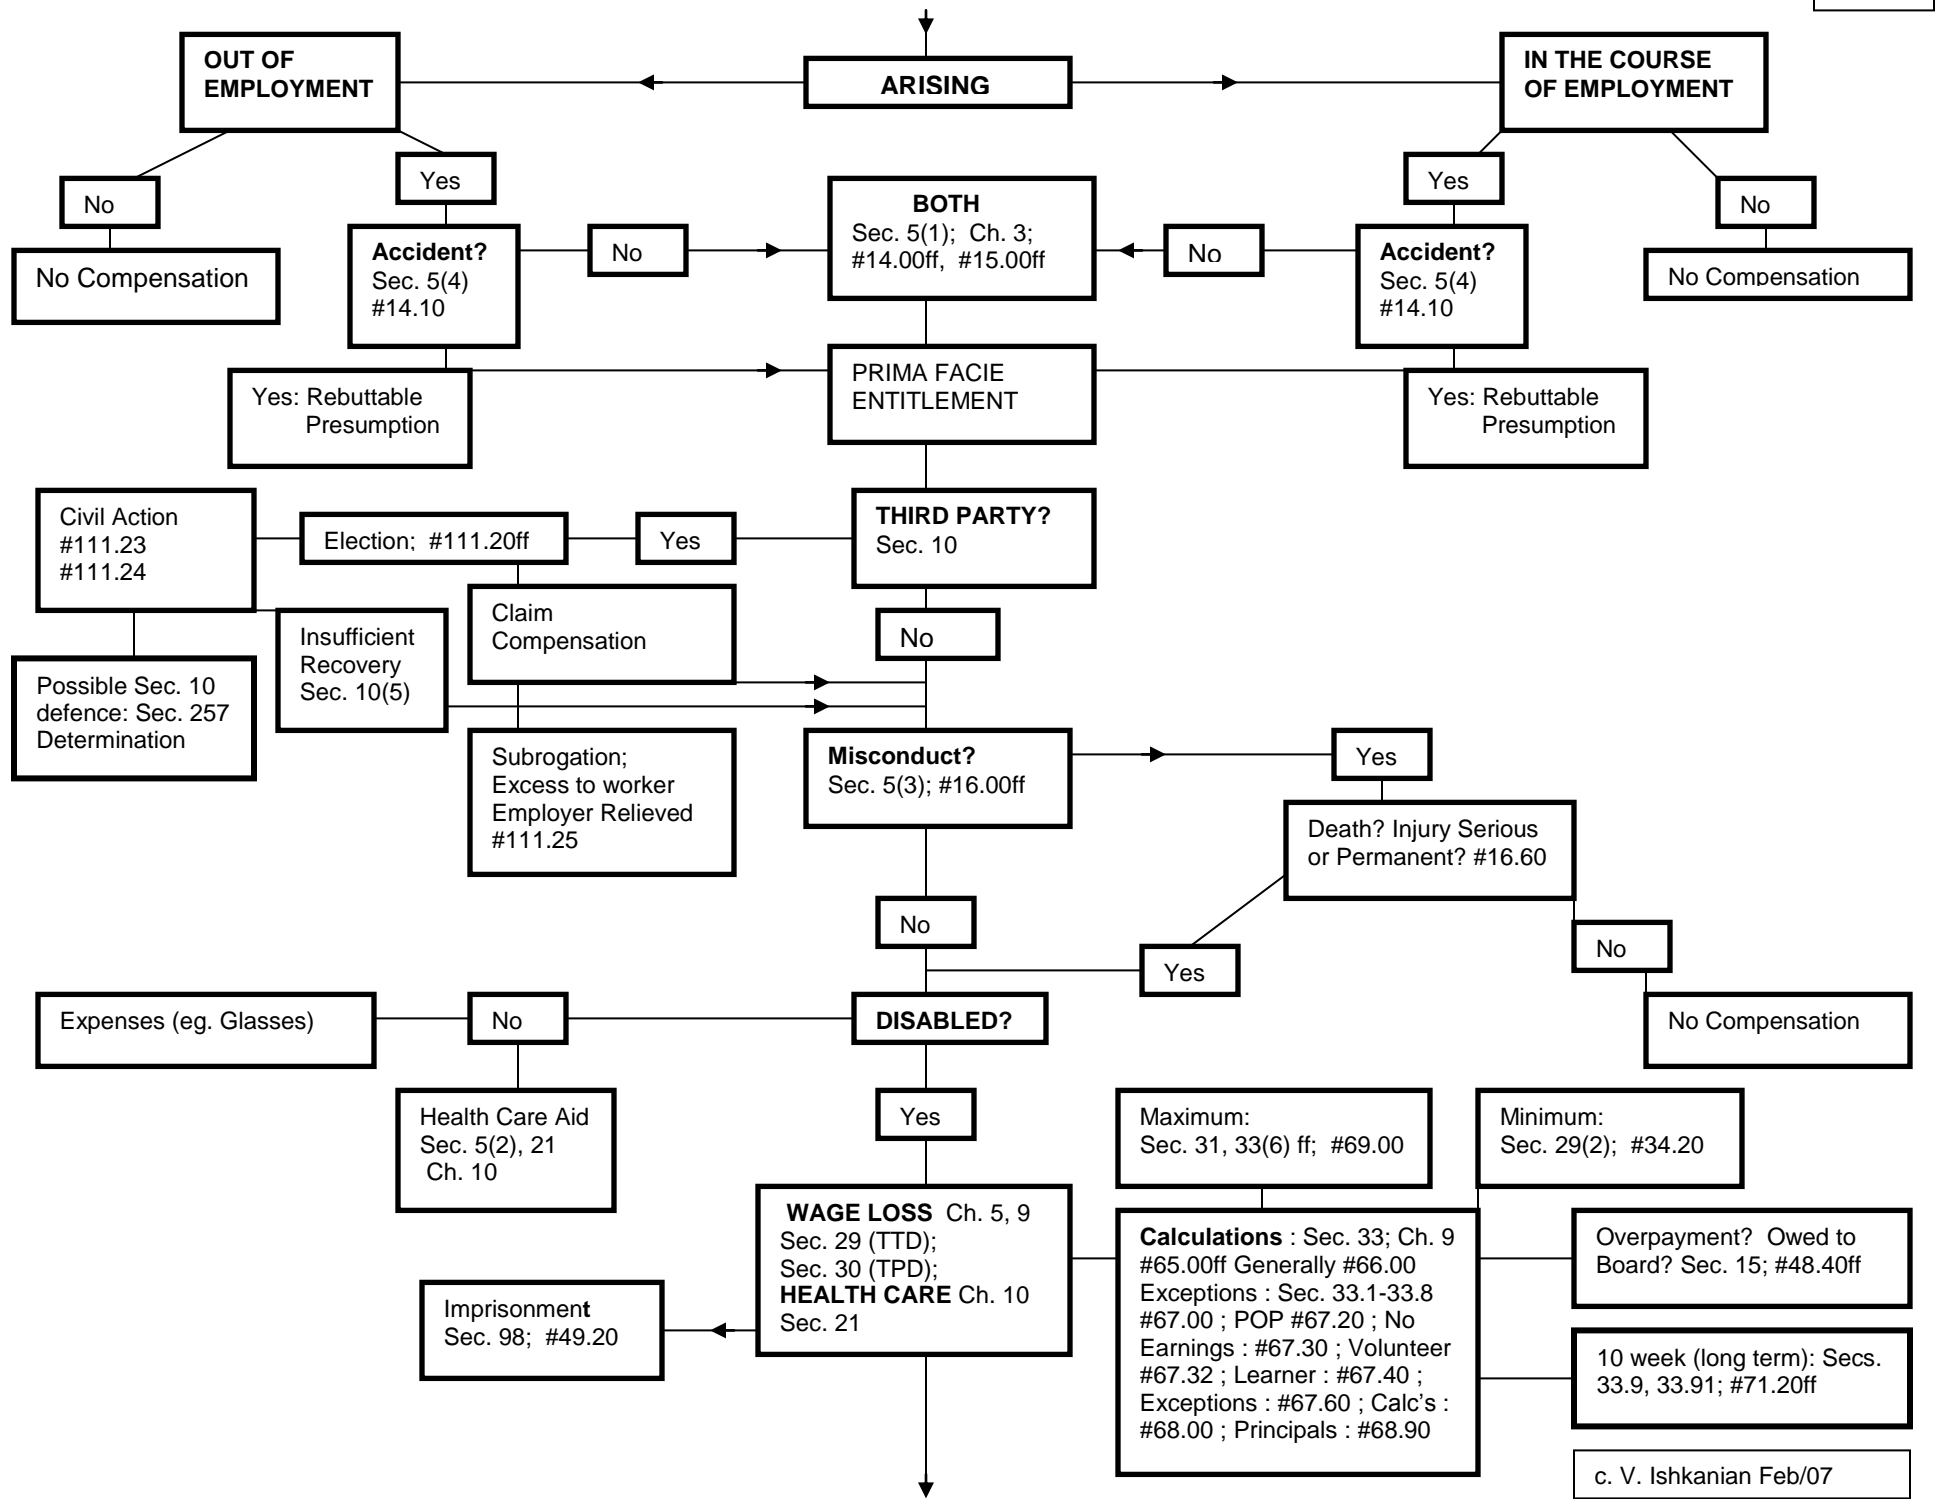 OUT OF
EMPLOYMENT
ARISING
IN THE COURSE
OF EMPLOYMENT
No
Yes
BOTH
Sec. 5(1); Ch. 3;
#14.00ff, #15.00ff
Yes
No
No Compensation
Accident?
Sec. 5(4)
#14.10
No
No
Accident?
Sec. 5(4)
#14.10
No Compensation
Yes: Rebuttable
Presumption
PRIMA FACIE
ENTITLEMENT
Yes: Rebuttable
Presumption
Civil Action
#111.23
#111.24
Election; #111.20ff
Yes
THIRD PARTY?
Sec. 10
Claim
Compensation
No
Insufficient
Recovery
Sec. 10(5)
Possible Sec. 10
defence: Sec. 257
Determination
Subrogation;
Excess to worker
Employer Relieved
#111.25
Misconduct?
Sec. 5(3); #16.00ff
Yes
Death? Injury Serious
or Permanent? #16.60
No
Yes
No
Expenses (eg. Glasses)
No
DISABLED?
No Compensation
Health Care Aid
Sec. 5(2), 21
Ch. 10
Yes
Maximum:
Sec. 31, 33(6) ff; #69.00
Minimum:
Sec. 29(2); #34.20
WAGE LOSS Ch. 5, 9
Sec. 29 (TTD);
Sec. 30 (TPD);
HEALTH CARE Ch. 10
Sec. 21
Calculations : Sec. 33; Ch. 9
#65.00ff Generally #66.00
Exceptions : Sec. 33.1-33.8
#67.00 ; POP #67.20 ; No
Earnings : #67.30 ; Volunteer
#67.32 ; Learner : #67.40 ;
Exceptions : #67.60 ; Calc's :
#68.00 ; Principals : #68.90
Overpayment? Owed to
Board? Sec. 15; #48.40ff
Imprisonment
Sec. 98; #49.20
10 week (long term): Secs.
33.9, 33.91; #71.20ff
c. V. Ishkanian Feb/07